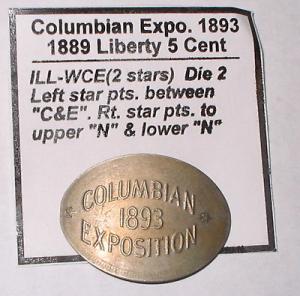 Columbian Expo. 1893
1889 Liberty 5 Cent
ILL-WCE(2 stars) Die 2
Left star pts. between
"C&E". Rt. star pts. to
upper "N" & lower "N"
COLUMBIAN
1893
EXPOSITION